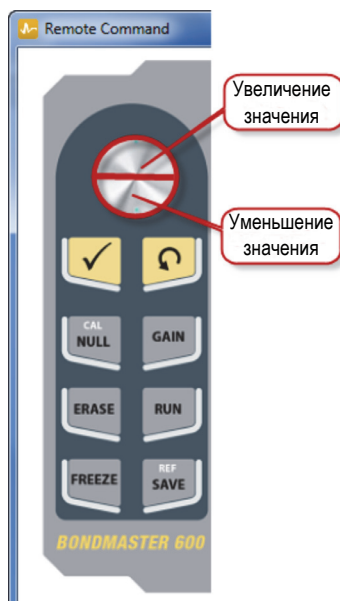 Remote Command
Увеличение
значения
Уменьшение
значения
CAL
NULL
GAIN
ERASE
RUN
FREEZE
REF
SAVE
BONDMASTER 600